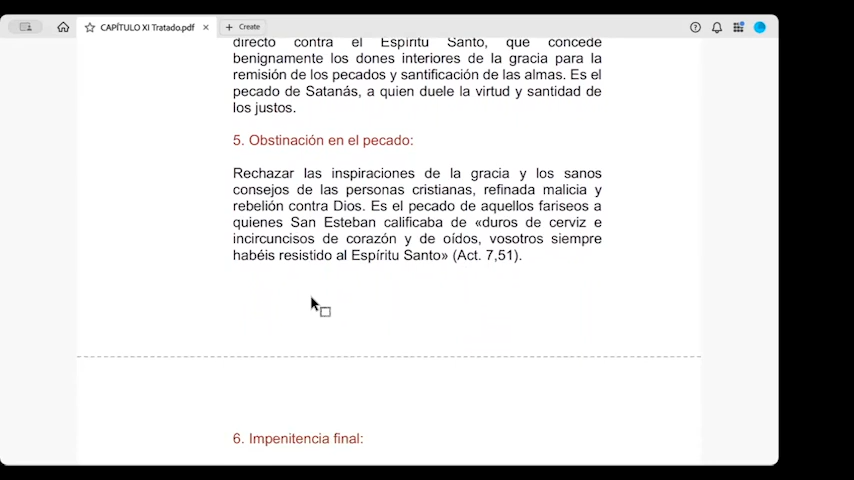 CAPÍTULO XI Tratado.pdf
Create
directo contra el Espíritu Santo, que concede
benignamente los dones interiores de la gracia para la
remisión de los pecados y santificación de las almas. Es el
pecado de Satanás, a quien duele la virtud y santidad de
los justos.
5. Obstinación en el pecado:
Rechazar las inspiraciones de la gracia y los sanos
consejos de las personas cristianas, refinada malicia y
rebelión contra Dios. Es el pecado de aquellos fariseos a
quienes San Esteban calificaba de «duros de cerviz e
incircuncisos de corazón y de oídos, vosotros siempre
habéis resistido al Espíritu Santo» (Act. 7,51).
6. Impenitencia final: